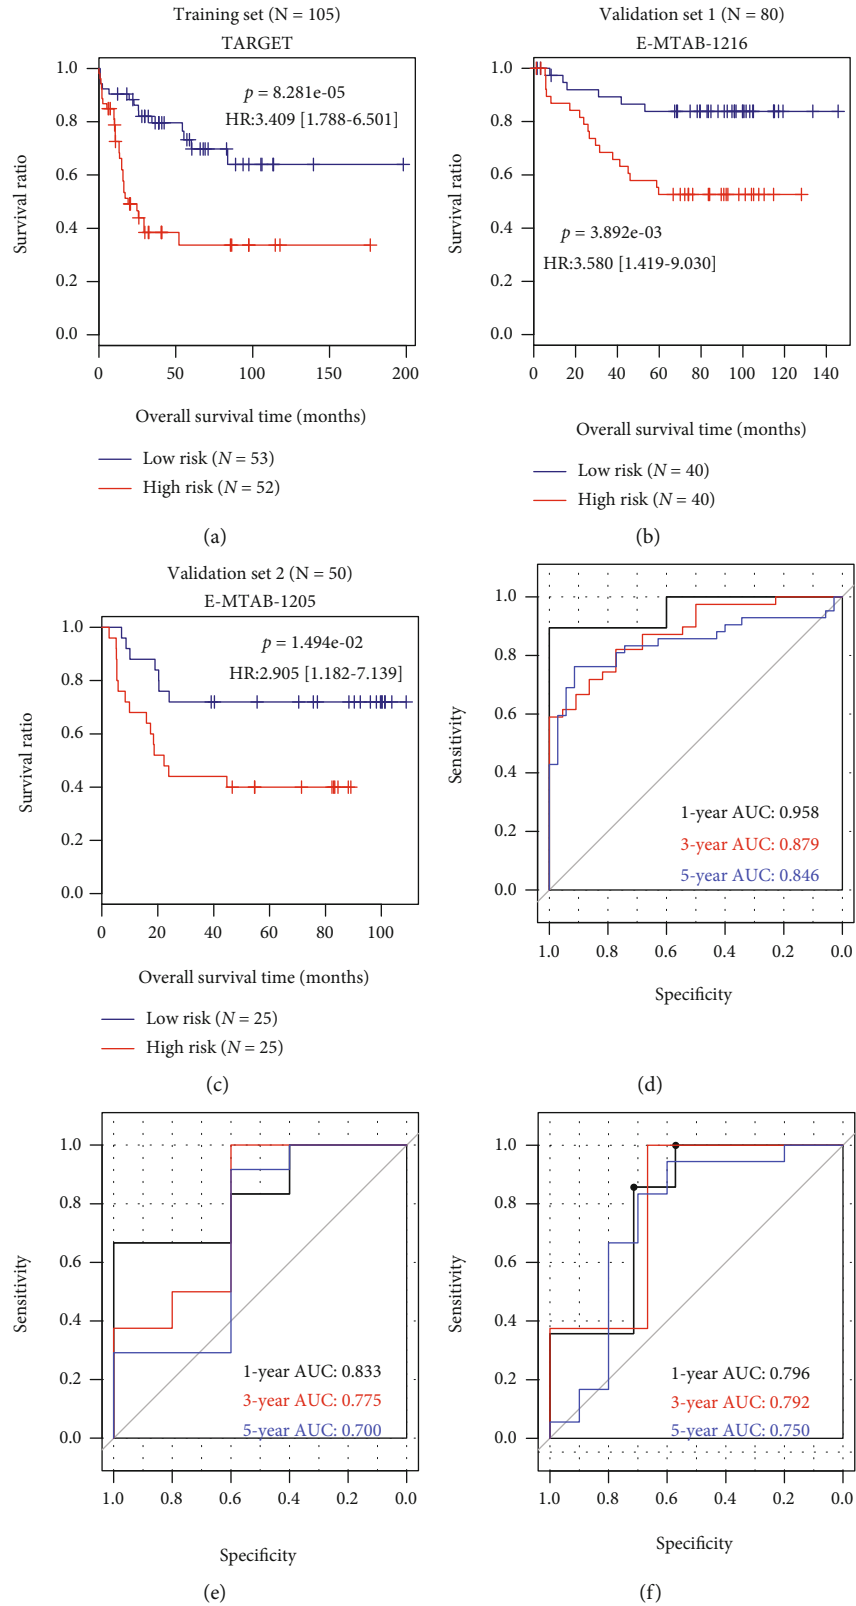 Training set (N = 105)
TARGET
1.0
0.8
0.6
0.4
0.2
0.0
Survival ratio
p = 8.281e-05
HR:3.409 [1.788-6.501]
0 50 100 150 200
Overall survival time (months)
Low risk (N = 53)
High risk (N = 52)
(a)
Validation set 1 (N = 80)
E-MTAB-1216
1.0
0.8
0.6
0.4
0.2
0.0
Survival ratio
p = 3.892e-03
HR:3.580 [1.419-9.030]
0 20 40 60 80 100 120 140
Overall survival time (months)
Low risk (N = 40)
High risk (N = 40)
(b)
Validation set 2 (N = 50)
E-MTAB-1205
1.0
0.8
0.6
0.4
0.2
0.0
Survival ratio
p = 1.494e-02
HR:2.905 [1.182-7.139]
0 20 40 60 80 100
Overall survival time (months)
Low risk (N = 25)
High risk (N = 25)
(c)
1.0
0.8
0.6
0.4
0.2
0.0
Sensitivity
1-year AUC: 0.958
3-year AUC: 0.879
5-year AUC: 0.846
1.0 0.8 0.6 0.4 0.2 0.0
Specificity
(d)
1.0
0.8
0.6
0.4
0.2
0.0
Sensitivity
1-year AUC: 0.833
3-year AUC: 0.775
5-year AUC: 0.700
1.0 0.8 0.6 0.4 0.2 0.0
Specificity
(e)
1.0
0.8
0.6
0.4
0.2
0.0
Sensitivity
1-year AUC: 0.796
3-year AUC: 0.792
5-year AUC: 0.750
1.0 0.8 0.6 0.4 0.2 0.0
Specificity
(f)